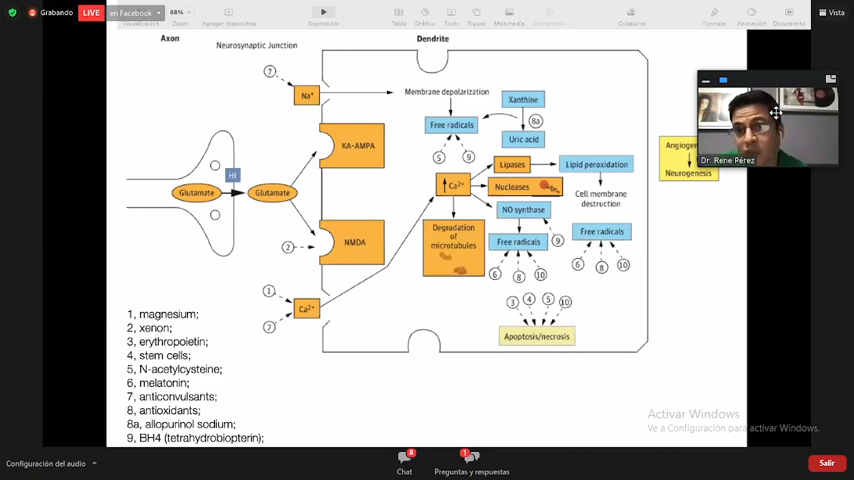 Grabando
LIVE
en Facebook
88%
Vista
Visualización
Zoom
Agregar diapositiva
Reproducir
Tabla
Gráfica
Texto
Figura
Multimedia
Comentario
Colaborar
Formato
Animación
Documento
Axon
Neurosynaptic Junction
Dendrite
7
Na⁺
Membrane depolarization
Xanthine
8a
Free radicals
Uric acid
5
9
KA-AMPA
Lipases
Lipid peroxidation
HI
Glutamate
Glutamate
Ca²⁺
Nucleases
Cell membrane
destruction
NO synthase
Degradation
of
microtubules
Free radicals
9
Free radicals
2
NMDA
6
8
10
6
8
10
1
Ca²⁺
7
3
4
5
10
Apoptosis/necrosis
Angiogen
Neurogenesis
Dr. Rene Pérez
1, magnesium;
2, xenon;
3, erythropoietin;
4, stem cells;
5, N-acetylcysteine;
6, melatonin;
7, anticonvulsants;
8, antioxidants;
8a, allopurinol sodium;
9, BH4 (tetrahydrobiopterin);
Activar Windows
Ve a Configuración para activar Windows.
Configuración del audio
8
Chat
1
Preguntas y respuestas
Salir